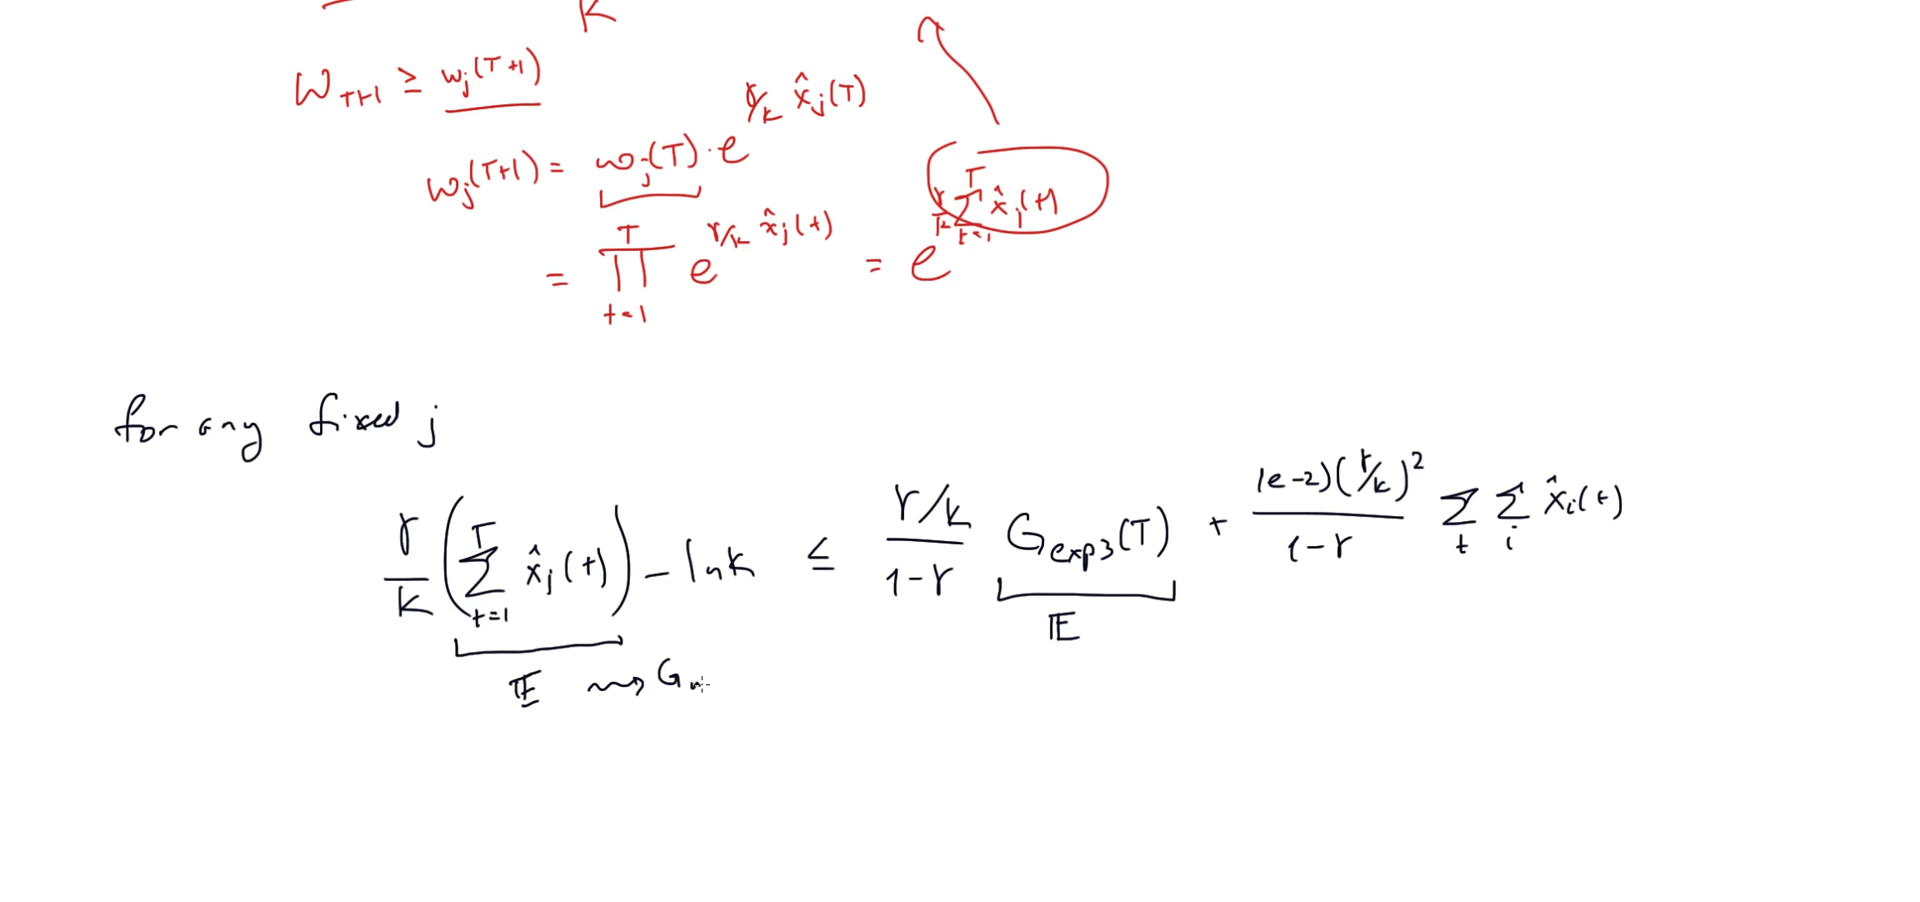 K
W_{T+1} ≥ w_j(T+1)
w_j(T+1) = w_j(T) · e^{γ/k x̂_j(T)}
= ∏_{t=1}^{T} e^{γ/k x̂_j(t)} = e^{γ/k ∑_{t=1}^{T} x̂_j(t)}
for any fixed j
γ/K (∑_{t=1}^{T} x̂_j(t)) - ln K ≤ (γ/k)/(1-γ) G_{exp3}(T) + ((e-2)(γ/k)^2)/(1-γ) ∑_t ∑_i x̂_i(t)
𝔼
𝔼 ⇝ G